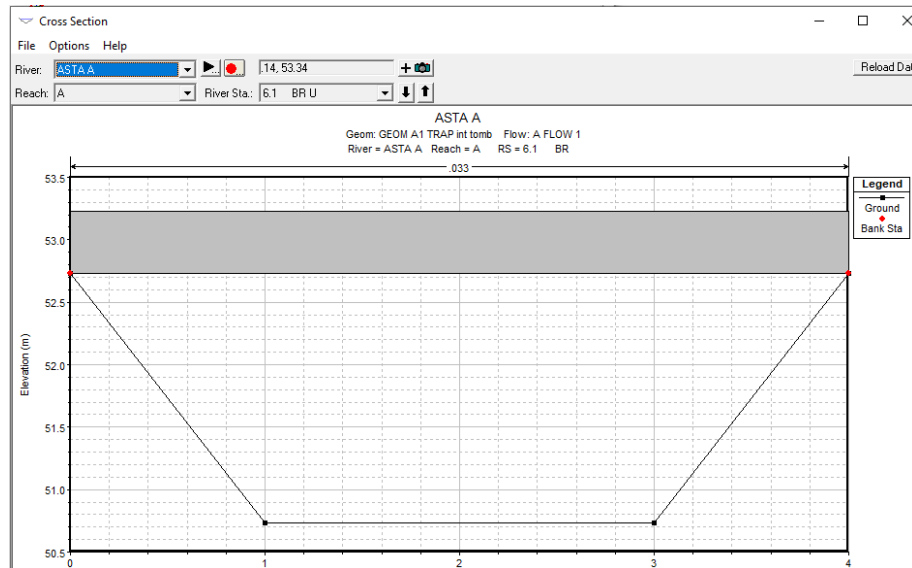 Cross Section
File Options Help
River: ASTA A .14, 53.34 Reload Dat
Reach: A River Sta.: 6.1 BR U
ASTA A
Geom: GEOM A1 TRAP int tomb Flow: A FLOW 1
River = ASTA A Reach = A RS = 6.1 BR
.033
Legend
Ground
Bank Sta
53.5
53.0
52.5
52.0
51.5
51.0
50.5
Elevation (m)
0 1 2 3 4